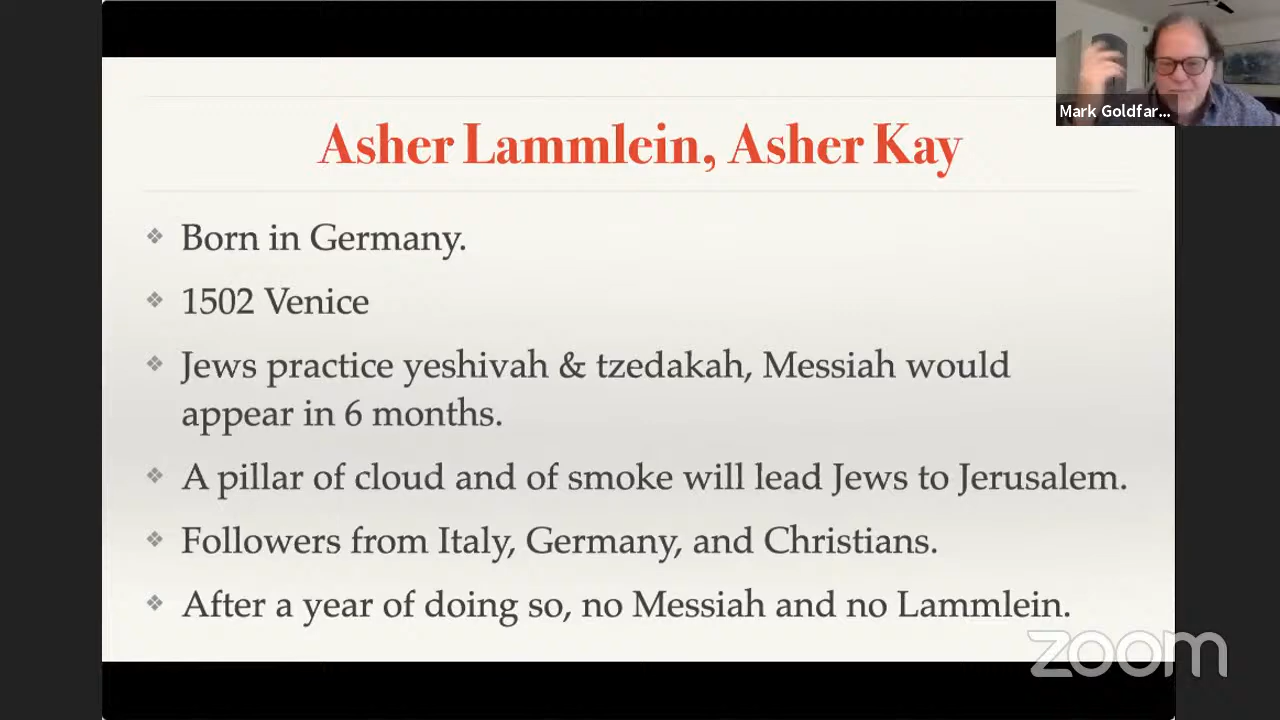 Asher Lammlein, Asher Kay
Born in Germany.
1502 Venice
Jews practice yeshivah & tzedakah, Messiah would
appear in 6 months.
A pillar of cloud and of smoke will lead Jews to Jerusalem.
Followers from Italy, Germany, and Christians.
After a year of doing so, no Messiah and no Lammlein.
Mark Goldfar...
zoom